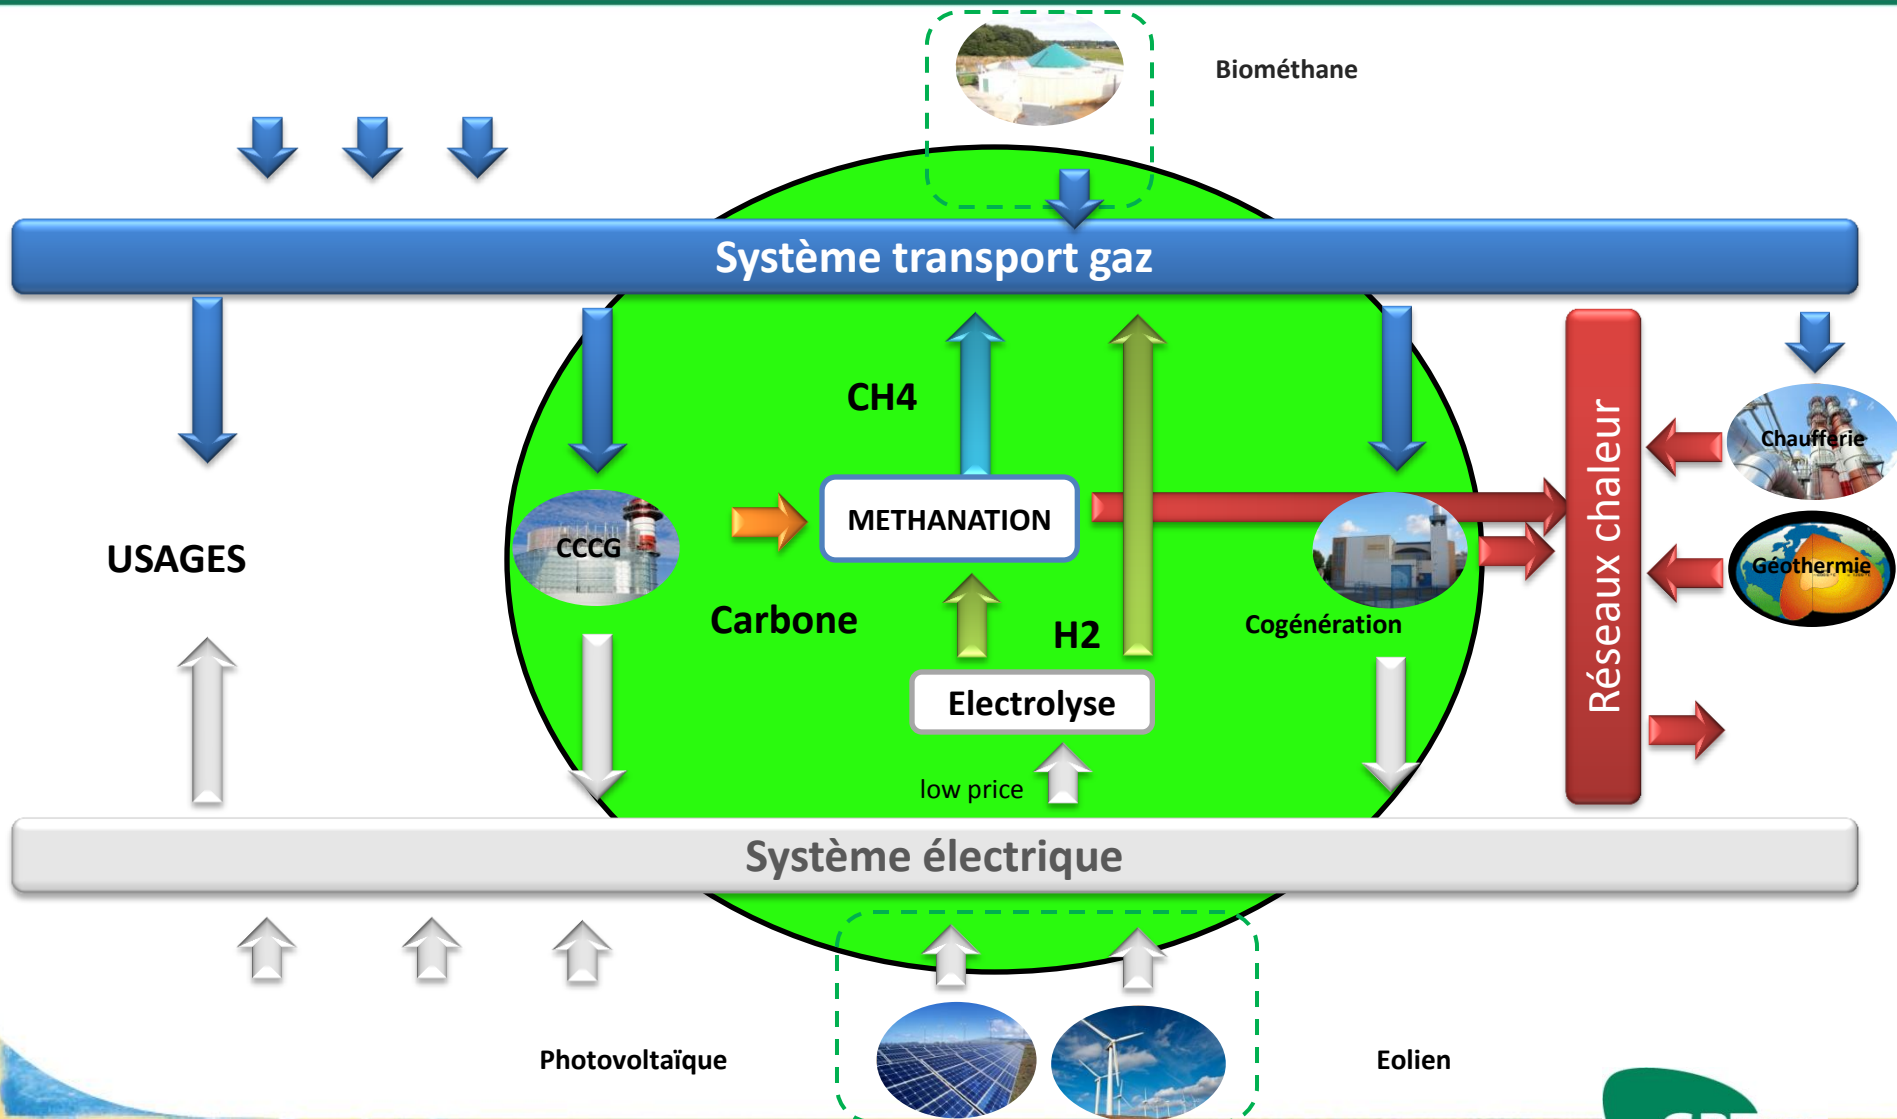 Biométhane
Système transport gaz
CH4
Chaufferie
METHANATION
CCCG
USAGES
Géothermie
Carbone
H2
Cogénération
Réseaux chaleur
Electrolyse
low price
Système électrique
Photovoltaïque
Eolien